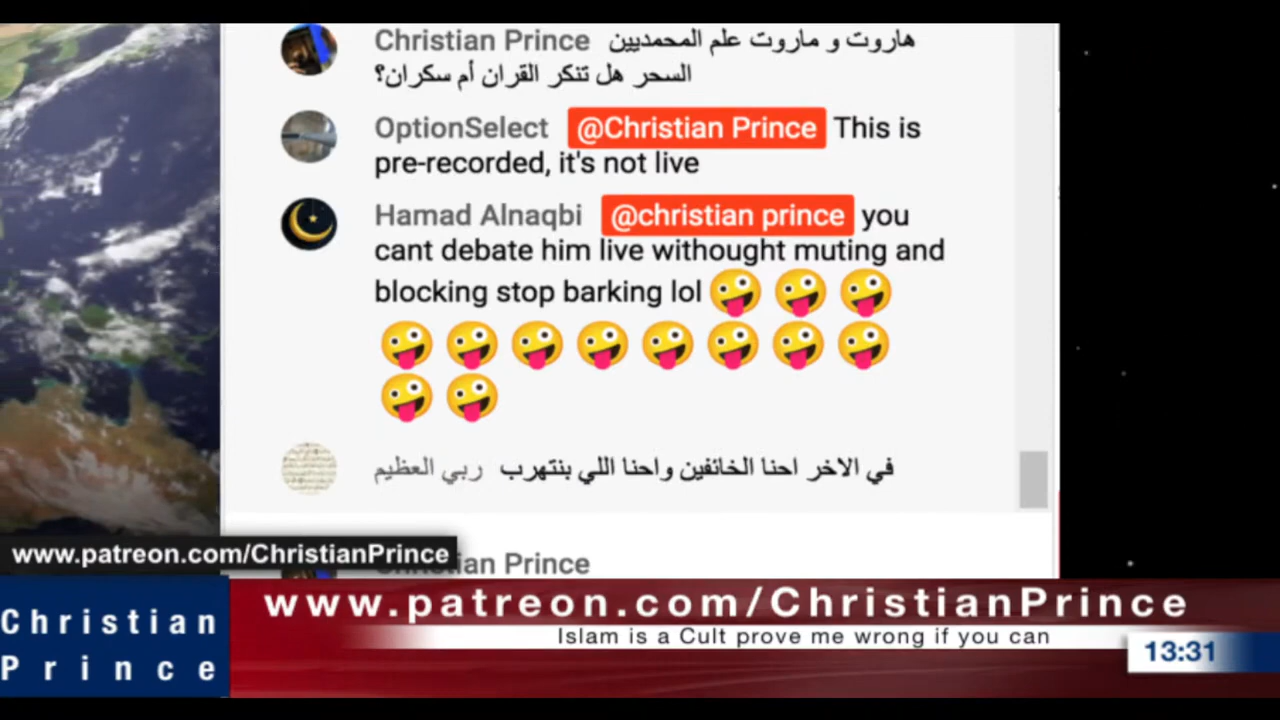 Christian Prince هاروت و ماروت علم المحمديين
السحر هل تنكر القران أم سكران؟
OptionSelect @Christian Prince This is
pre-recorded, it's not live
Hamad Alnaqbi @christian prince you
cant debate him live withought muting and
blocking stop barking lol
ربي العظيم في الاخر احنا الخائفين واحنا اللي بنتهرب
Christian Prince
www.patreon.com/ChristianPrince
www.patreon.com/ChristianPrince
Islam is a Cult prove me wrong if you can
Christian
Prince
13:31